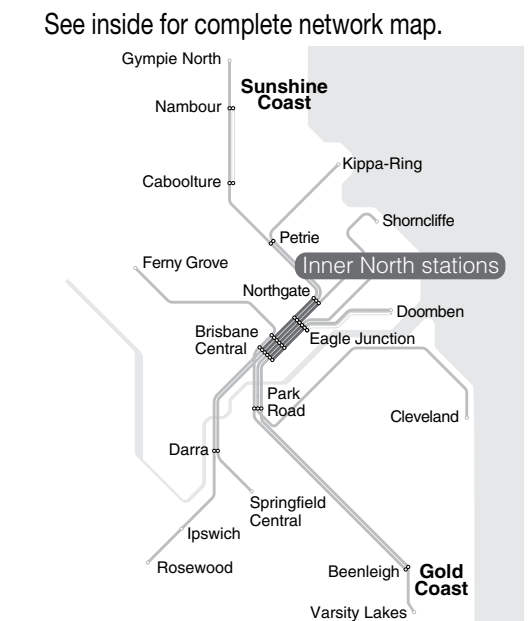 See inside for complete network map.
Gympie North
Sunshine
Coast
Nambour
Kippa-Ring
Caboolture
Shorncliffe
Petrie
Ferny Grove
Inner North stations
Northgate
Doomben
Brisbane
Central
Eagle Junction
Park
Road
Cleveland
Darra
Springfield
Central
Ipswich
Rosewood
Beenleigh
Gold
Coast
Varsity Lakes